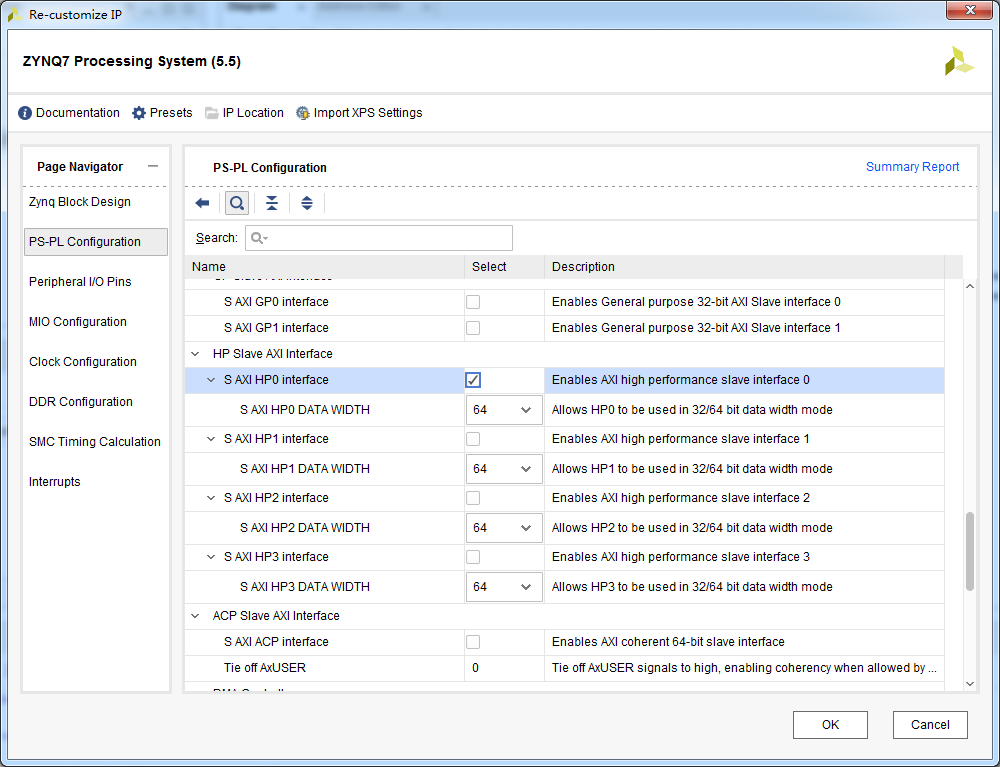 Diagram
Address Editor
Re-customize IP
ZYNQ7 Processing System (5.5)
Documentation Presets IP Location Import XPS Settings
Page Navigator
Zynq Block Design
PS-PL Configuration
Peripheral I/O Pins
MIO Configuration
Clock Configuration
DDR Configuration
SMC Timing Calculation
Interrupts
PS-PL Configuration Summary Report
Search:
Name Select Description
S AXI GP0 interface Enables General purpose 32-bit AXI Slave interface 0
S AXI GP1 interface Enables General purpose 32-bit AXI Slave interface 1
HP Slave AXI Interface
S AXI HP0 interface Enables AXI high performance slave interface 0
S AXI HP0 DATA WIDTH 64 Allows HP0 to be used in 32/64 bit data width mode
S AXI HP1 interface Enables AXI high performance slave interface 1
S AXI HP1 DATA WIDTH 64 Allows HP1 to be used in 32/64 bit data width mode
S AXI HP2 interface Enables AXI high performance slave interface 2
S AXI HP2 DATA WIDTH 64 Allows HP2 to be used in 32/64 bit data width mode
S AXI HP3 interface Enables AXI high performance slave interface 3
S AXI HP3 DATA WIDTH 64 Allows HP3 to be used in 32/64 bit data width mode
ACP Slave AXI Interface
S AXI ACP interface Enables AXI coherent 64-bit slave interface
Tie off AxUSER 0 Tie off AxUSER signals to high, enabling coherency when allowed by ...
OK Cancel